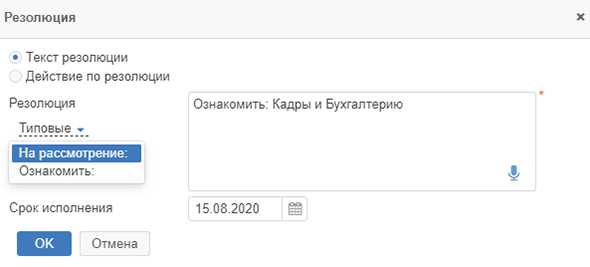 Резолюция
Текст резолюции
Действие по резолюции
Резолюция
Ознакомить: Кадры и Бухгалтерию
*
Типовые
На рассмотрение:
Ознакомить:
Срок исполнения
15.08.2020
OK
Отмена